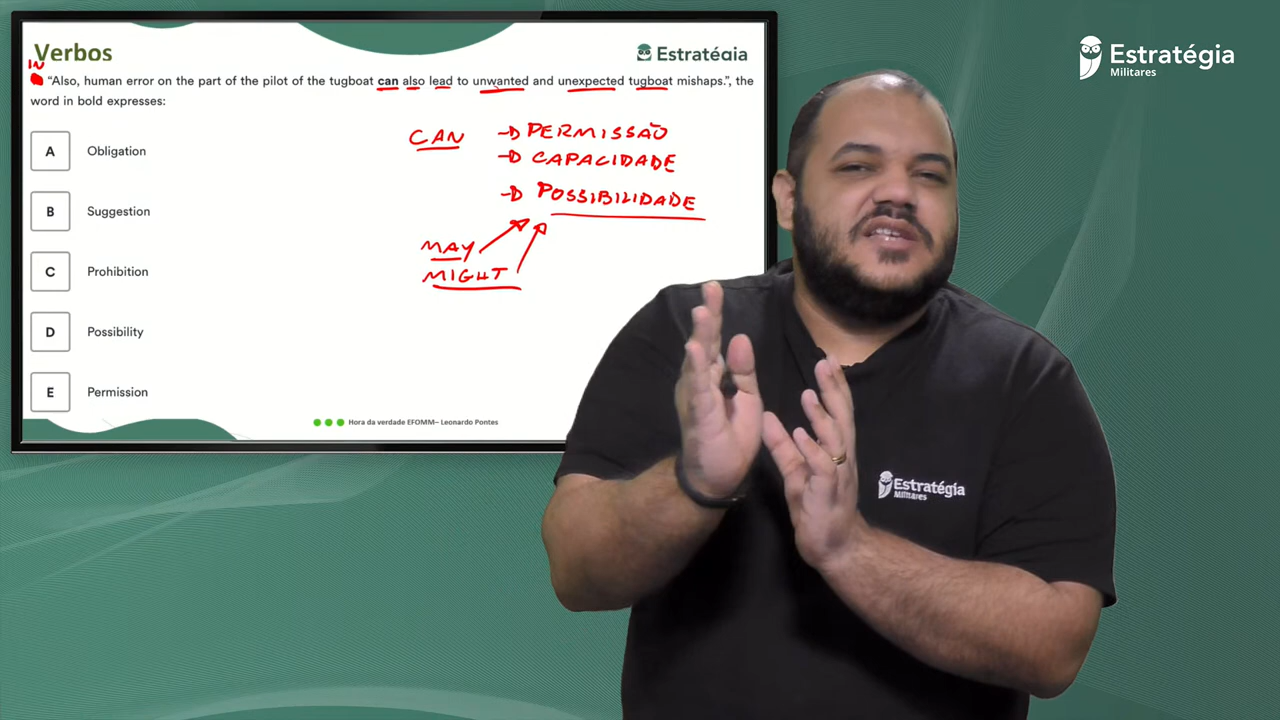 Verbos
Estratégia
Estratégia
Militares
IN
“Also, human error on the part of the pilot of the tugboat can also lead to unwanted and unexpected tugboat mishaps.”, the
word in bold expresses:
A Obligation
B Suggestion
C Prohibition
D Possibility
E Permission
CAN → PERMISSÃO
→ CAPACIDADE
→ POSSIBILIDADE
MAY
MIGHT
Hora da verdade EFOMM– Leonardo Pontes
Estratégia
Militares